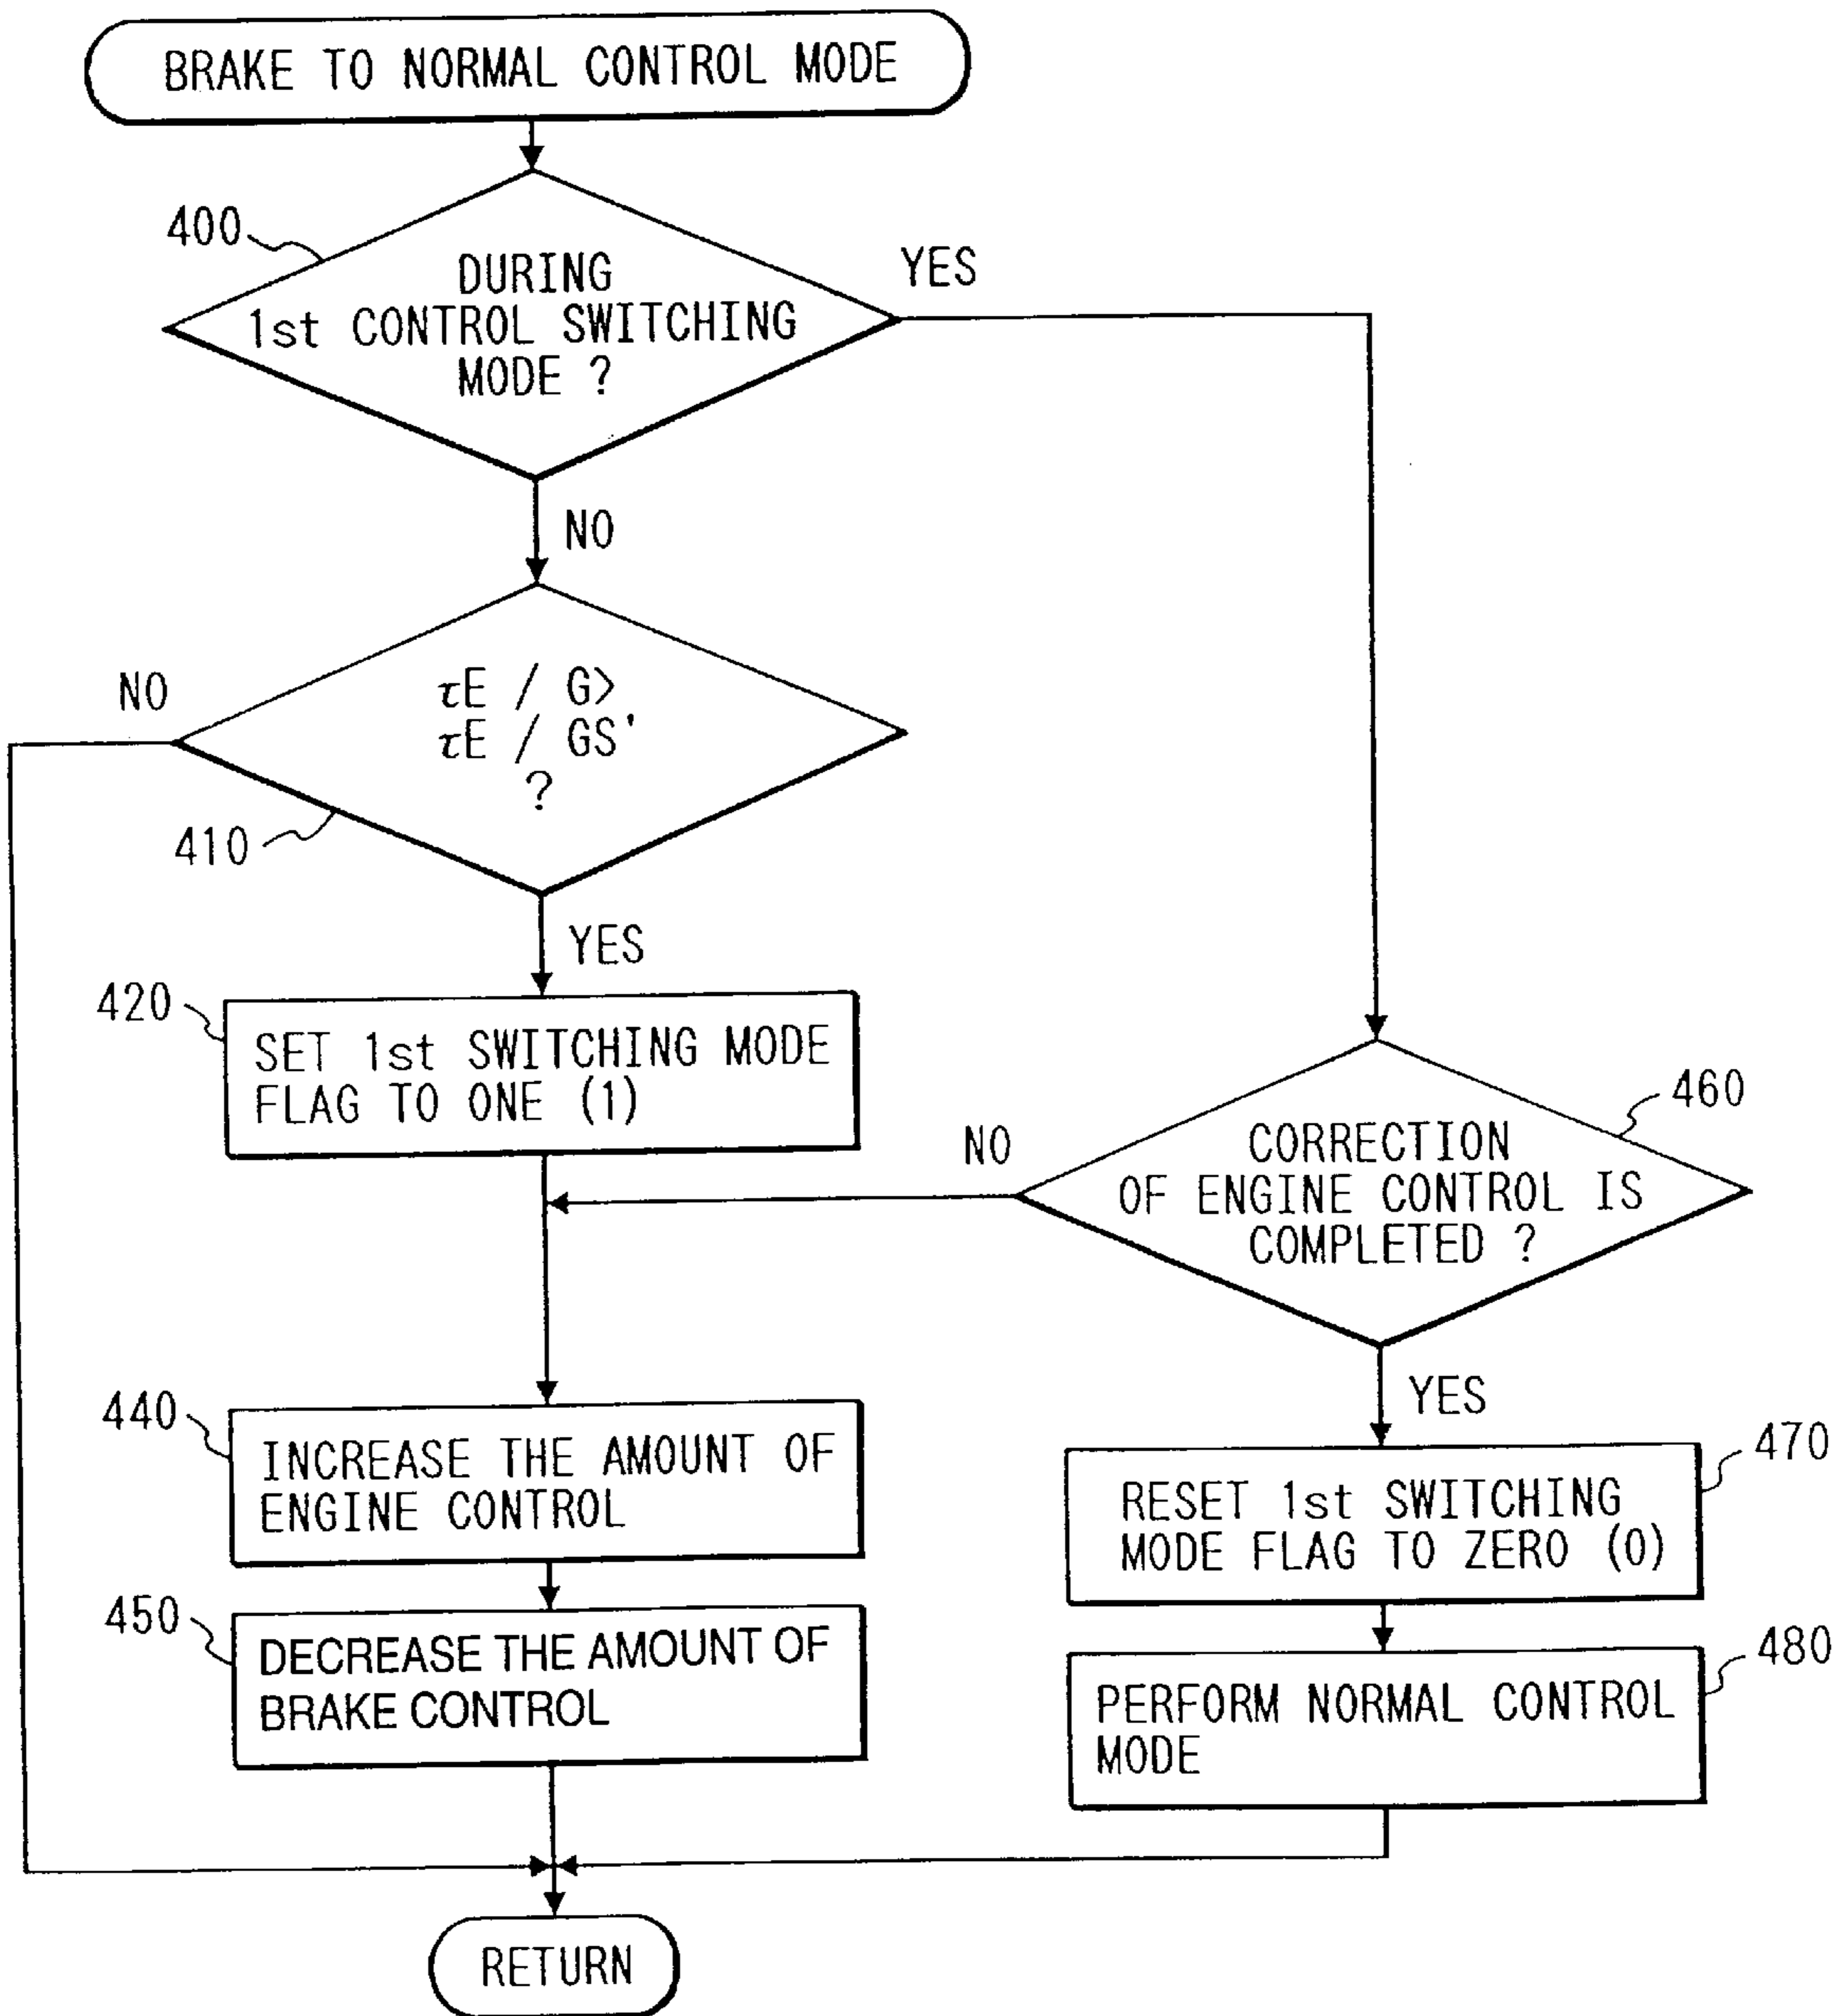 BRAKE TO NORMAL CONTROL MODE
400
DURING
1st CONTROL SWITCHING
MODE ?
YES
NO
NO
τE / G>
τE / GS'
?
410
YES
420
SET 1st SWITCHING MODE
FLAG TO ONE (1)
460
NO
CORRECTION
OF ENGINE CONTROL IS
COMPLETED ?
YES
440
INCREASE THE AMOUNT OF
ENGINE CONTROL
470
RESET 1st SWITCHING
MODE FLAG TO ZERO (0)
450
DECREASE THE AMOUNT OF
BRAKE CONTROL
480
PERFORM NORMAL CONTROL
MODE
RETURN